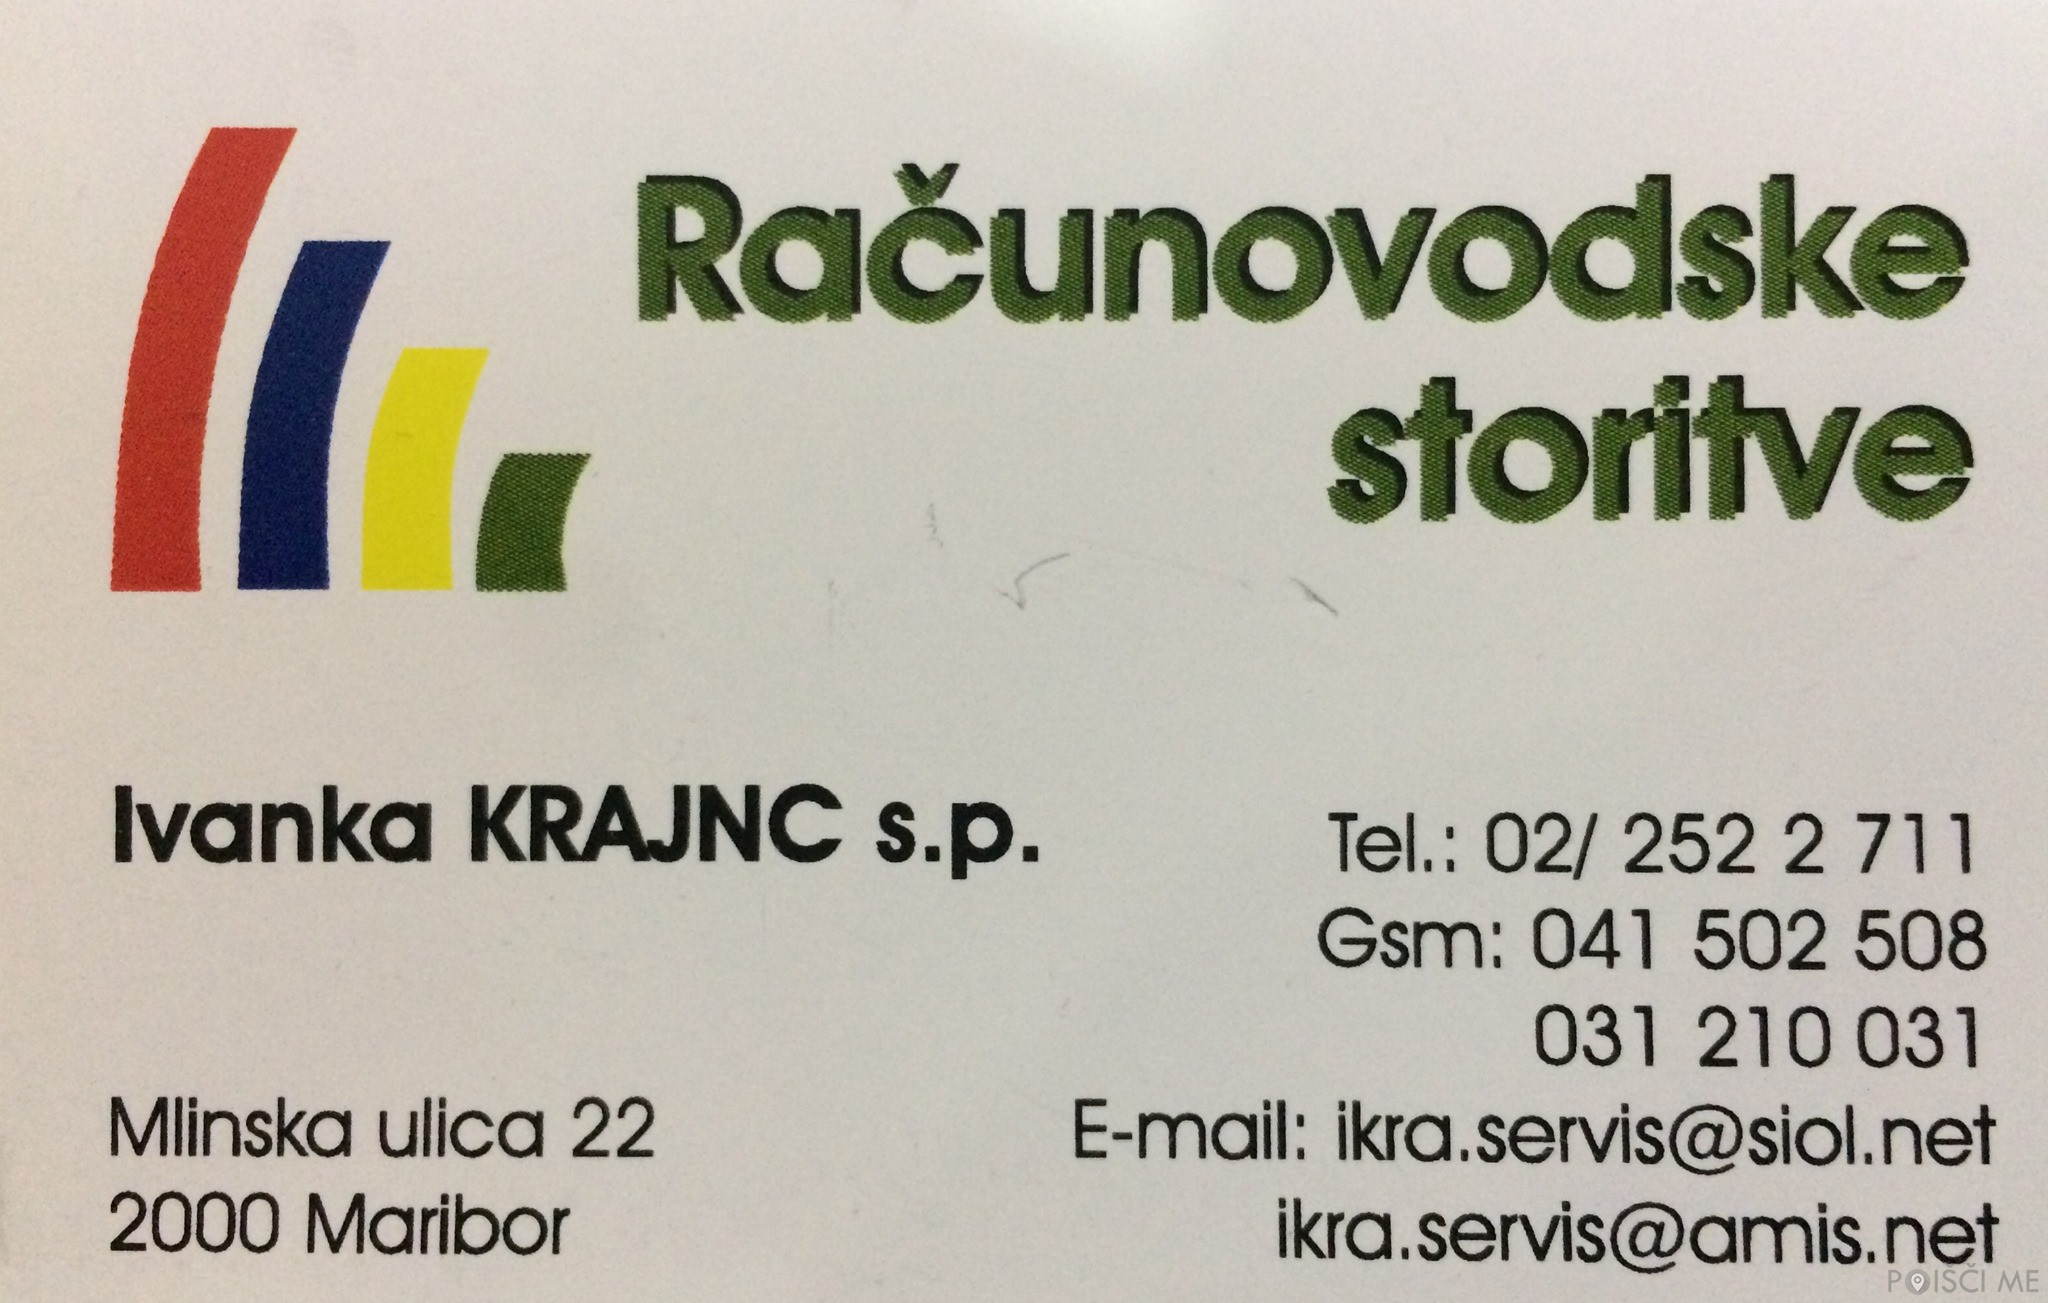 Računovodske
storitve
Ivanka KRAJNC s.p.
Tel.: 02/ 252 2 711
Gsm: 041 502 508
031 210 031
Mlinska ulica 22
2000 Maribor
E-mail: ikra.servis@siol.net
ikra.servis@amis.net
POIŠČI ME